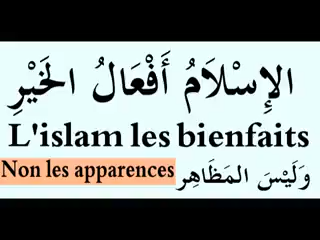 الإِسْلَامُ أَفْعَالُ الخَيْرِ
L'islam les bienfaits
Non les apparences وَلَيْسَ المَظَاهِر